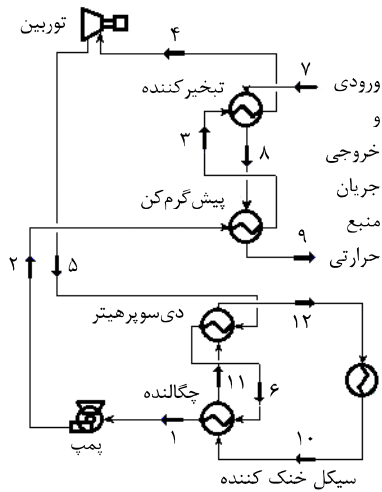 توربین
۴
۷
ورودی
تبخیرکننده
و
۳
خروجی
۸
جریان
پیش‌گرم‌کن
منبع
۹
حرارتی
۲
۵
دی‌سوپرهیتر
۱۲
۱۱
۶
چگالنده
۱
۱۰
پمپ
سیکل خنک کننده